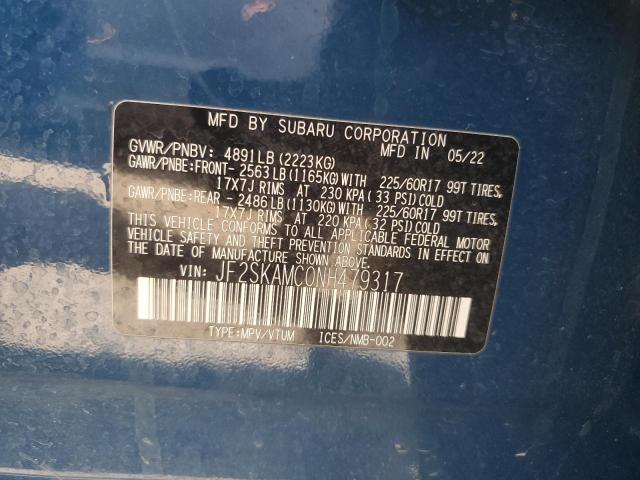 MFD BY SUBARU CORPORATION
GVWR/PNBV: 4891LB (2223KG) MFD IN 05/22
GAWR/PNBE:FRONT- 2563LB (1165KG)WITH 225/60R17 99T TIRES,
17X7J RIMS AT 230 KPA ( 33 PSI) COLD
GAWR/PNBE:REAR - 2486LB (1130KG)WITH 225/60R17 99T TIRES,
17X7J RIMS AT 220 KPA ( 32 PSI) COLD
THIS VEHICLE CONFORMS TO ALL APPLICABLE FEDERAL MOTOR
VEHICLE SAFETY AND THEFT PREVENTION STANDARDS IN EFFECT ON
THE DATE OF MANUFACTURE SHOWN ABOVE.
VIN: JF2SKAMC0NH479317
TYPE:MPV/VTUM ICES/NMB-002